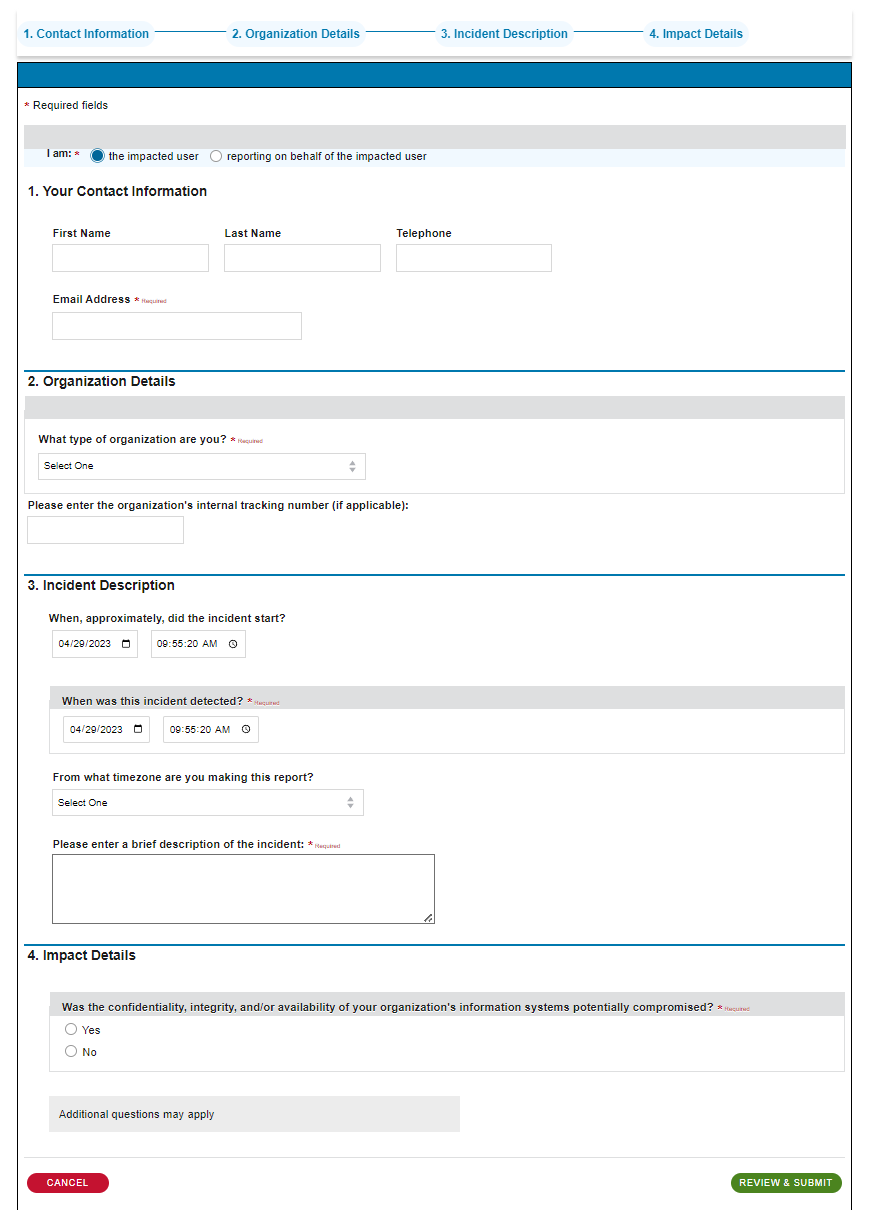 1. Contact Information 2. Organization Details 3. Incident Description 4. Impact Details
* Required fields
I am: * the impacted user reporting on behalf of the impacted user
1. Your Contact Information
First Name Last Name Telephone
Email Address * Required
2. Organization Details
What type of organization are you? * Required
Select One
Please enter the organization's internal tracking number (if applicable):
3. Incident Description
When, approximately, did the incident start?
04/29/2023 09:55:20 AM
When was this incident detected? * Required
04/29/2023 09:55:20 AM
From what timezone are you making this report?
Select One
Please enter a brief description of the incident: * Required
4. Impact Details
Was the confidentiality, integrity, and/or availability of your organization's information systems potentially compromised? * Required
Yes
No
Additional questions may apply
CANCEL REVIEW & SUBMIT